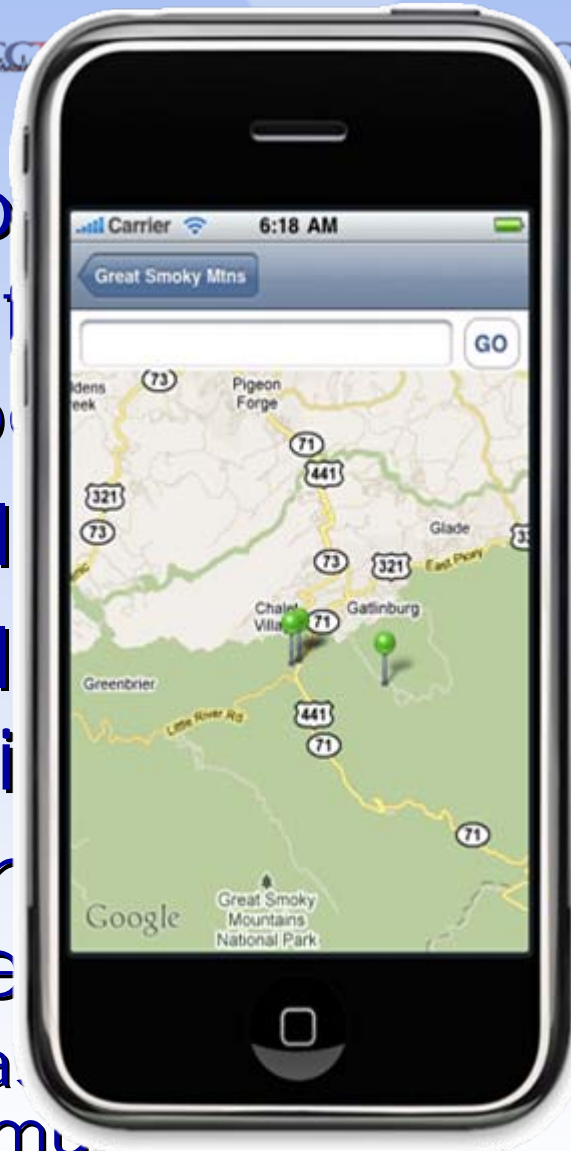 Carrier 6:18 AM
Great Smoky Mtns
GO
73
Pigeon
Forge
71
441
321
73
Glade
73
321
East Pkwy
Chalet
Gatlinburg
71
Greenbrier
Little River Rd
441
71
71
Great Smoky
Mountains
National Park
Google